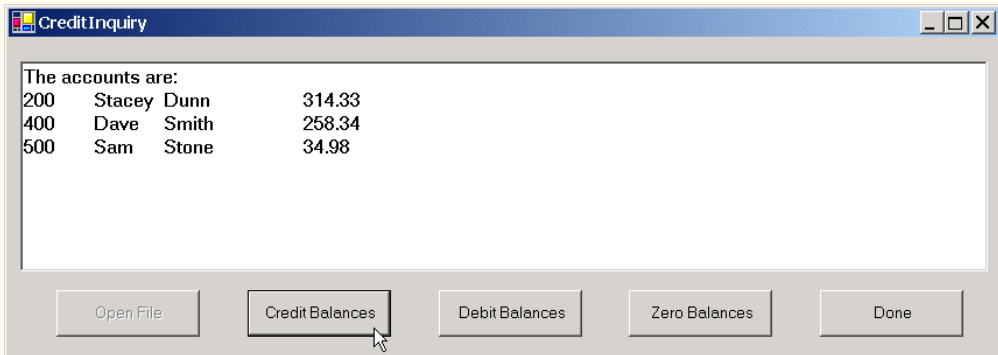 CreditInquiry
The accounts are:
200 Stacey Dunn 314.33
400 Dave Smith 258.34
500 Sam Stone 34.98
Open File Credit Balances Debit Balances Zero Balances Done